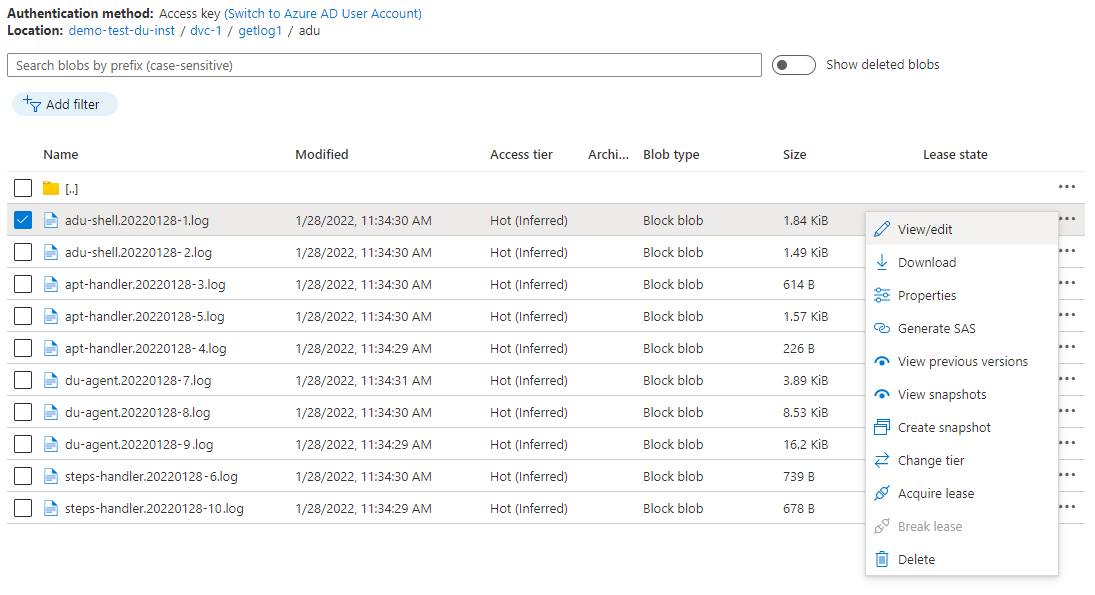 Authentication method: Access key (Switch to Azure AD User Account)
Location: demo-test-du-inst / dvc-1 / getlog1 / adu
Search blobs by prefix (case-sensitive)
Show deleted blobs
Add filter
Name Modified Access tier Archi... Blob type Size Lease state
[..]
adu-shell.20220128-1.log 1/28/2022, 11:34:30 AM Hot (Inferred) Block blob 1.84 KiB
adu-shell.20220128-2.log 1/28/2022, 11:34:30 AM Hot (Inferred) Block blob 1.49 KiB
apt-handler.20220128-3.log 1/28/2022, 11:34:30 AM Hot (Inferred) Block blob 614 B
apt-handler.20220128-5.log 1/28/2022, 11:34:30 AM Hot (Inferred) Block blob 1.57 KiB
apt-handler.20220128-4.log 1/28/2022, 11:34:29 AM Hot (Inferred) Block blob 226 B
du-agent.20220128-7.log 1/28/2022, 11:34:31 AM Hot (Inferred) Block blob 3.89 KiB
du-agent.20220128-8.log 1/28/2022, 11:34:30 AM Hot (Inferred) Block blob 8.53 KiB
du-agent.20220128-9.log 1/28/2022, 11:34:29 AM Hot (Inferred) Block blob 16.2 KiB
steps-handler.20220128-6.log 1/28/2022, 11:34:30 AM Hot (Inferred) Block blob 739 B
steps-handler.20220128-10.log 1/28/2022, 11:34:29 AM Hot (Inferred) Block blob 678 B
View/edit
Download
Properties
Generate SAS
View previous versions
View snapshots
Create snapshot
Change tier
Acquire lease
Break lease
Delete